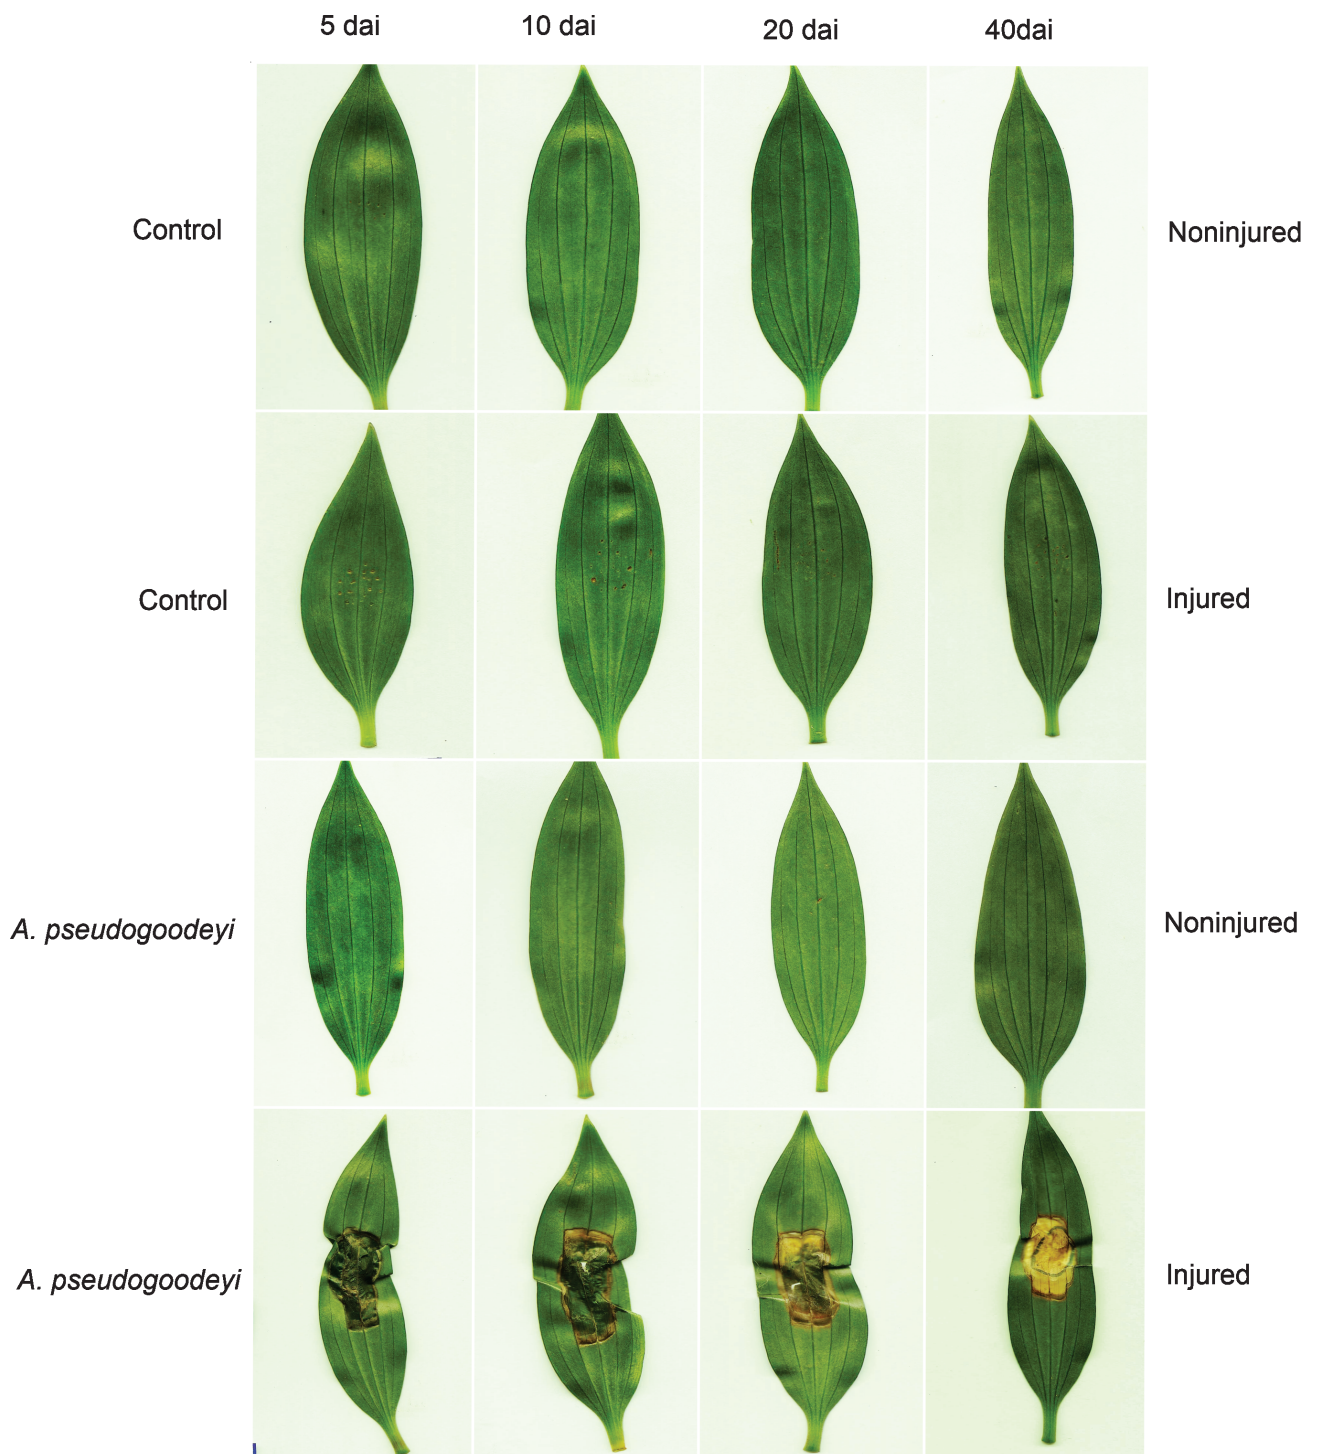 5 dai 10 dai 20 dai 40dai
Control Noninjured
Control Injured
A. pseudogoodeyi Noninjured
A. pseudogoodeyi Injured